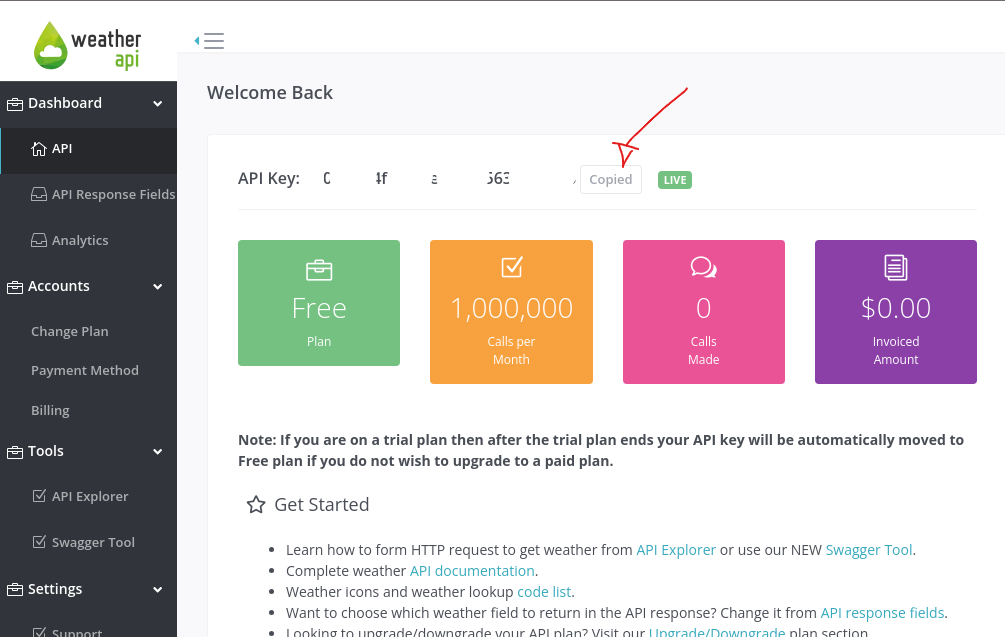 weather
api
Dashboard
API
API Response Fields
Analytics
Accounts
Change Plan
Payment Method
Billing
Tools
API Explorer
Swagger Tool
Settings
Support
Welcome Back
API Key:
Copied
LIVE
Free
Plan
1,000,000
Calls per
Month
0
Calls
Made
$0.00
Invoiced
Amount
Note: If you are on a trial plan then after the trial plan ends your API key will be automatically moved to
Free plan if you do not wish to upgrade to a paid plan.
Get Started
Learn how to form HTTP request to get weather from API Explorer or use our NEW Swagger Tool.
Complete weather API documentation.
Weather icons and weather lookup code list.
Want to choose which weather field to return in the API response? Change it from API response fields.
Looking to upgrade/downgrade your API plan? Visit our Upgrade/Downgrade plan section